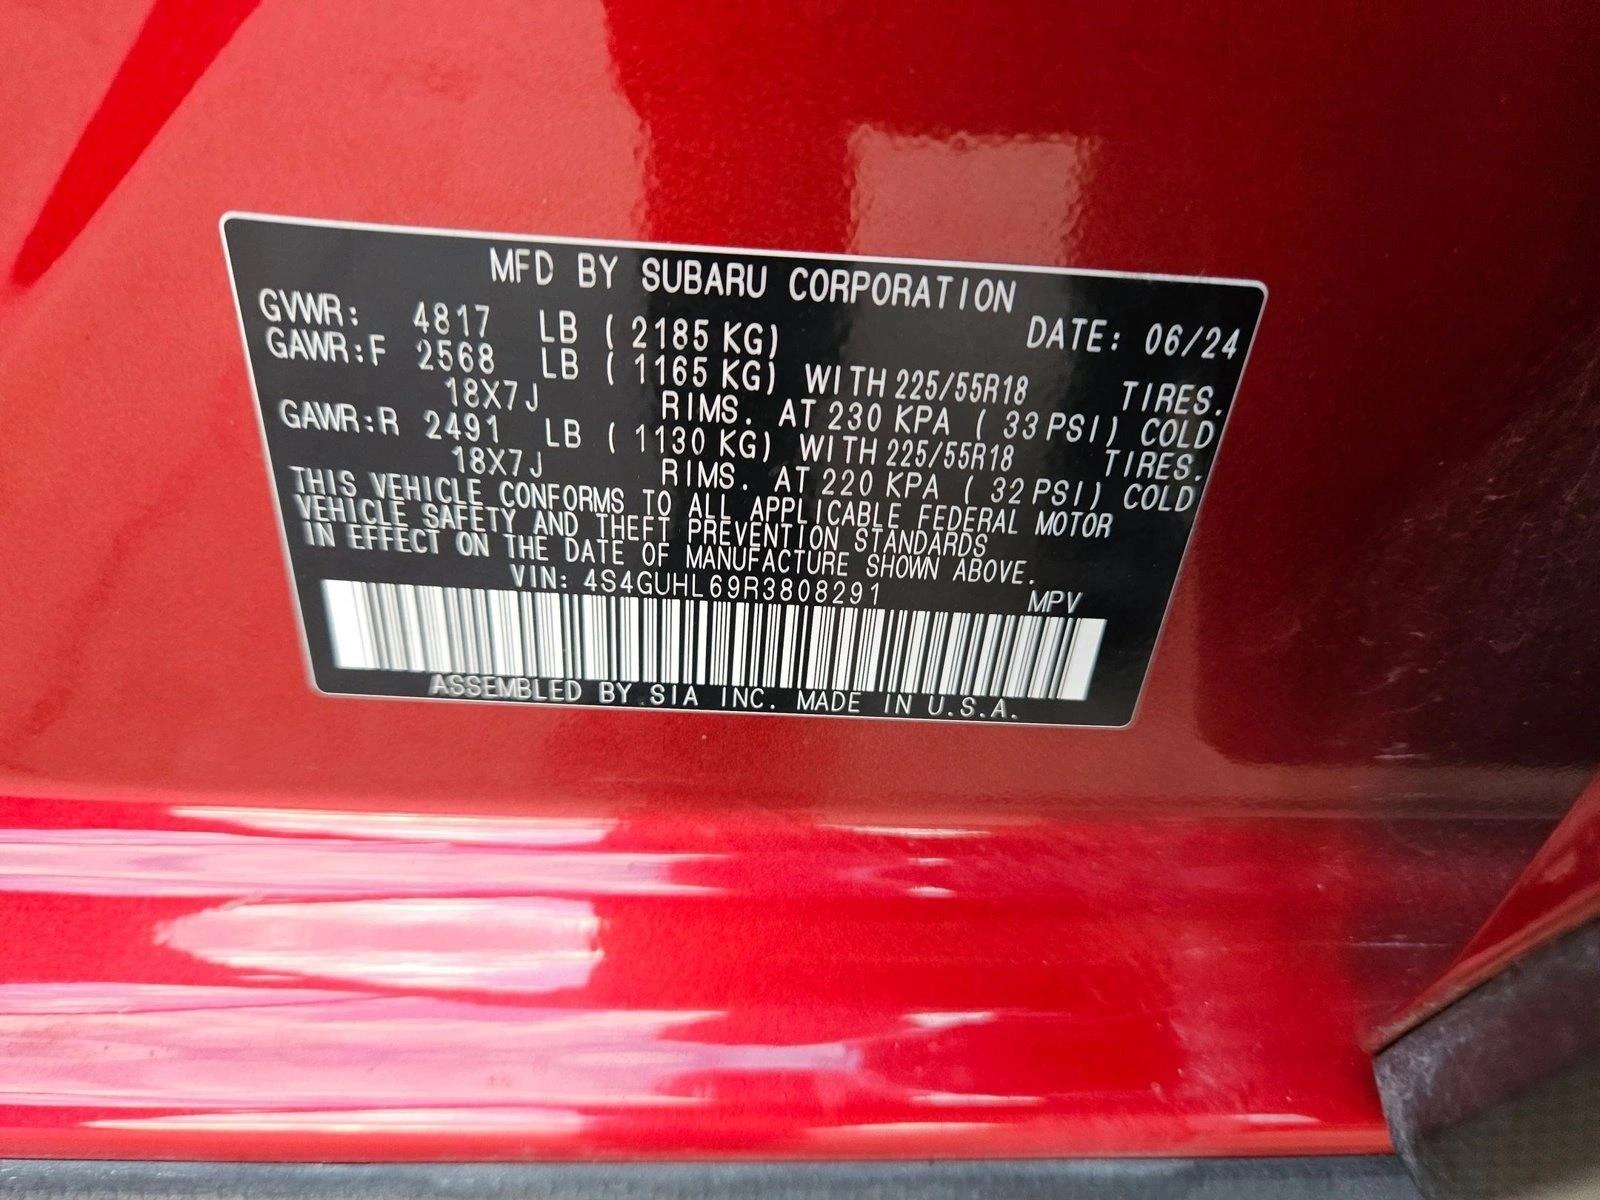 MFD BY SUBARU CORPORATION
GVWR: 4817 LB ( 2185 KG) DATE: 06/24
GAWR:F 2568 LB ( 1165 KG) WITH 225/55R18 TIRES.
18X7J RIMS. AT 230 KPA ( 33 PSI) COLD
GAWR:R 2491 LB ( 1130 KG) WITH 225/55R18 TIRES.
18X7J RIMS. AT 220 KPA ( 32 PSI) COLD
THIS VEHICLE CONFORMS TO ALL APPLICABLE FEDERAL MOTOR
VEHICLE SAFETY AND THEFT PREVENTION STANDARDS
IN EFFECT ON THE DATE OF MANUFACTURE SHOWN ABOVE.
VIN: 4S4GUHL69R3808291 MPV
ASSEMBLED BY SIA INC. MADE IN U.S.A.